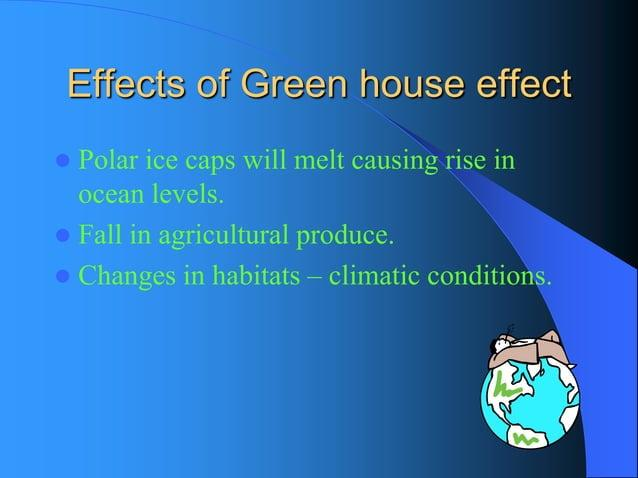 Effects of Green house effect
Polar ice caps will melt causing rise in
ocean levels.
Fall in agricultural produce.
Changes in habitats – climatic conditions.